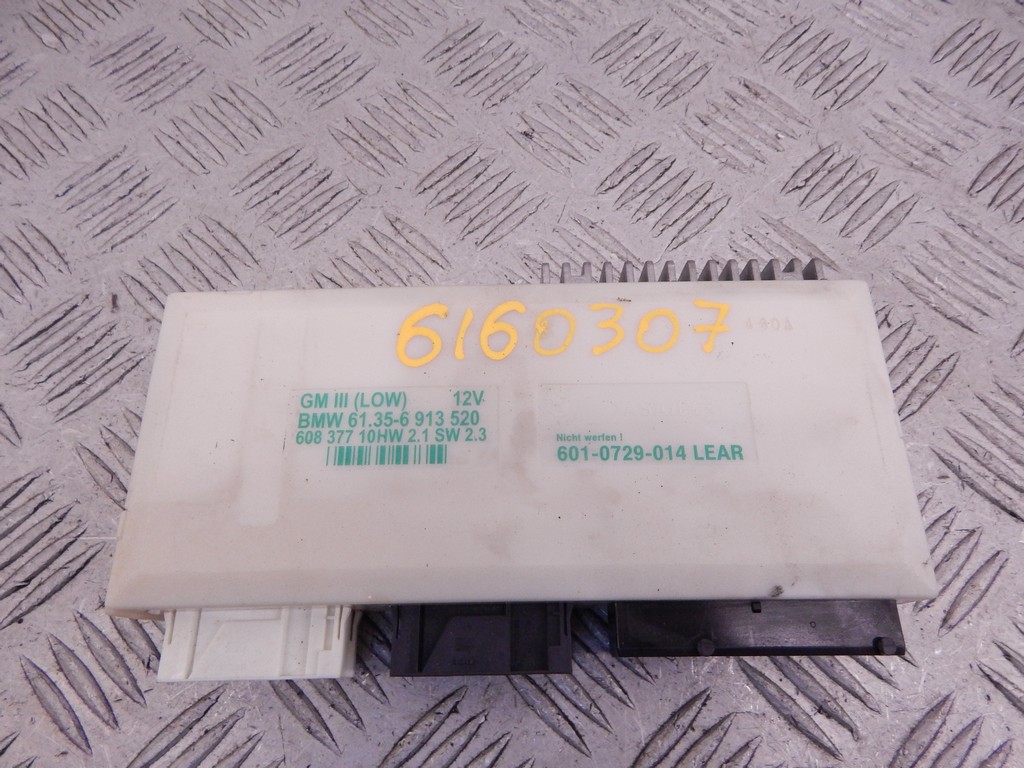 6160307
GM III (LOW) 12V
BMW 61.35-6 913 520
608 377 10HW 2.1 SW 2.3
Nicht werfen !
601-0729-014 LEAR